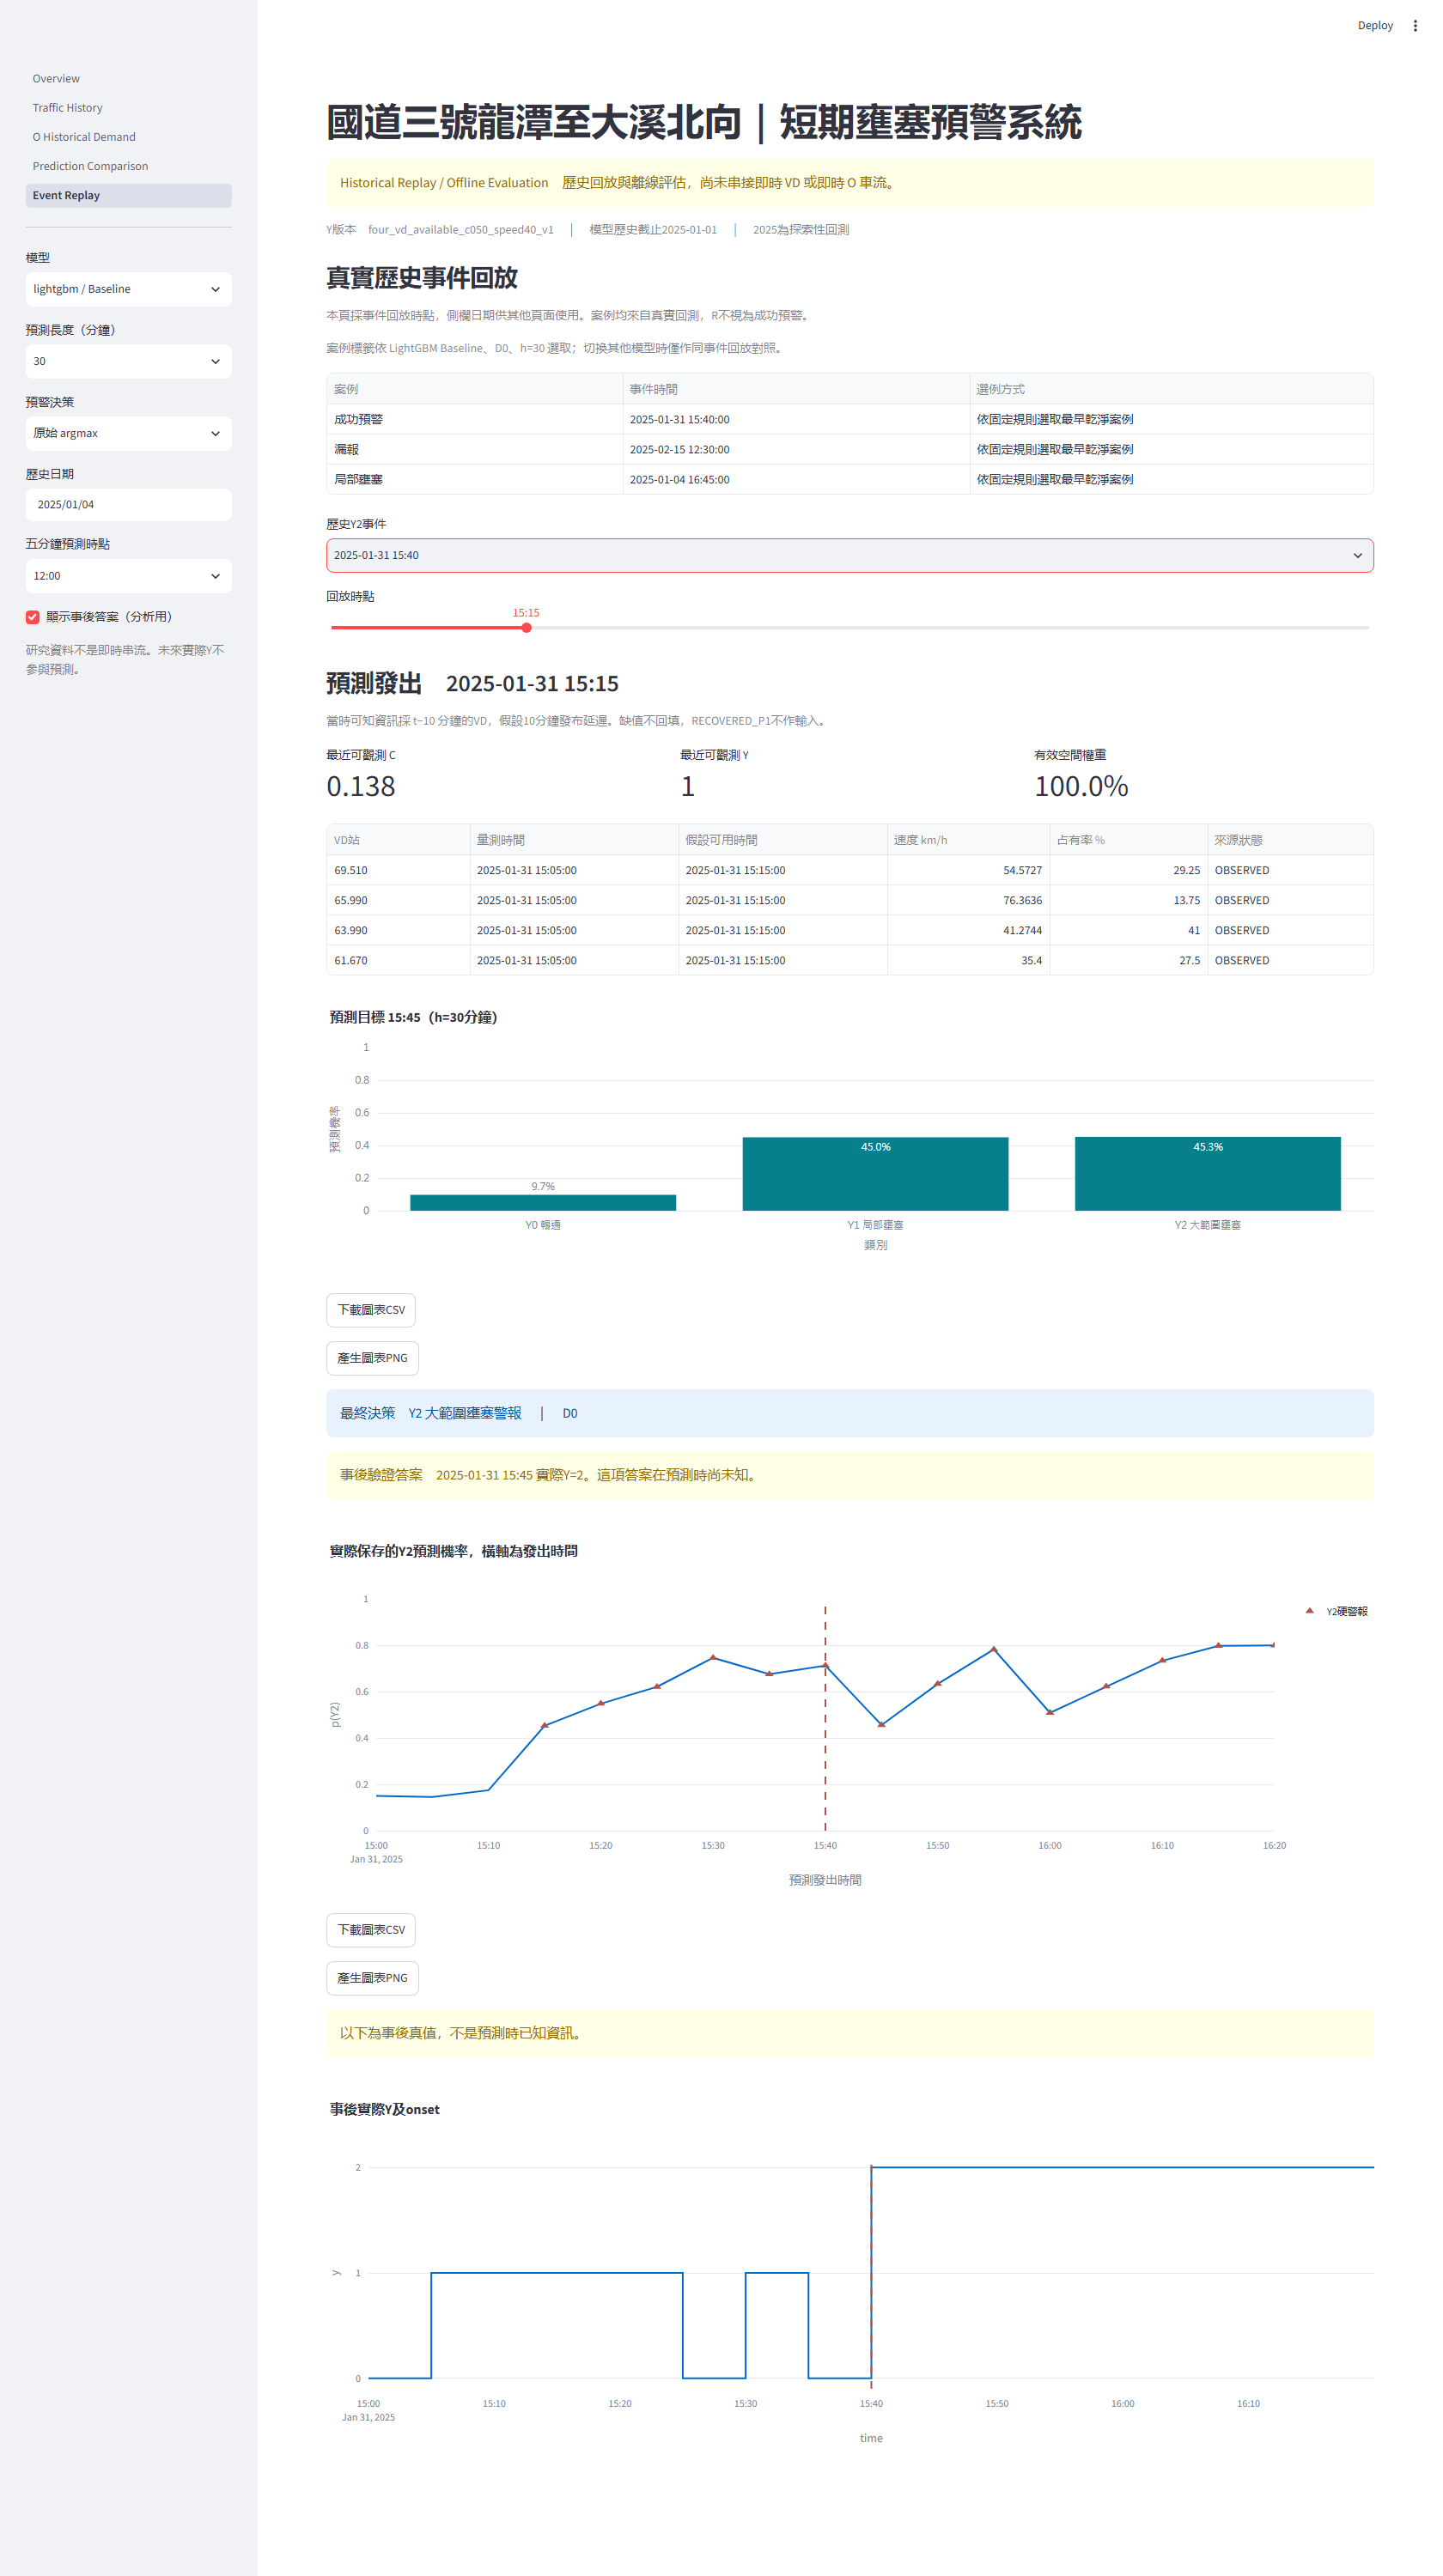 Deploy
Overview
Traffic History
O Historical Demand
Prediction Comparison
Event Replay
模型
lightgbm / Baseline
預測長度（分鐘）
30
預警決策
原始 argmax
歷史日期
2025/01/04
五分鐘預測時點
12:00
顯示事後答案（分析用）
研究資料不是即時串流。未來實際Y不
參與預測。
國道三號龍潭至大溪北向｜短期壅塞預警系統
Historical Replay / Offline Evaluation　歷史回放與離線評估，尚未串接即時 VD 或即時 O 車流。
Y版本　four_vd_available_c050_speed40_v1　｜　模型歷史截止2025-01-01　｜　2025為探索性回測
真實歷史事件回放
本頁採事件回放時點，側欄日期供其他頁面使用。案例均來自真實回測，R不視為成功預警。
案例標籤依 LightGBM Baseline、D0、h=30 選取；切換其他模型時僅作同事件回放對照。
案例 事件時間 選例方式
成功預警 2025-01-31 15:40:00 依固定規則選取最早乾淨案例
漏報 2025-02-15 12:30:00 依固定規則選取最早乾淨案例
局部壅塞 2025-01-04 16:45:00 依固定規則選取最早乾淨案例
歷史Y2事件
2025-01-31 15:40
回放時點
15:15
預測發出　2025-01-31 15:15
當時可知資訊採 t−10 分鐘的VD，假設10分鐘發布延遲。缺值不回填，RECOVERED_P1不作輸入。
最近可觀測 C 最近可觀測 Y 有效空間權重
0.138 1 100.0%
VD站 量測時間 假設可用時間 速度 km/h 占有率 % 來源狀態
69.510 2025-01-31 15:05:00 2025-01-31 15:15:00 54.5727 29.25 OBSERVED
65.990 2025-01-31 15:05:00 2025-01-31 15:15:00 76.3636 13.75 OBSERVED
63.990 2025-01-31 15:05:00 2025-01-31 15:15:00 41.2744 41 OBSERVED
61.670 2025-01-31 15:05:00 2025-01-31 15:15:00 35.4 27.5 OBSERVED
預測目標 15:45（h=30分鐘）
1
0.8
0.6
0.4
0.2
0
預測機率
9.7% 45.0% 45.3%
Y0 暢通 Y1 局部壅塞 Y2 大範圍壅塞
類別
下載圖表CSV
產生圖表PNG
最終決策　Y2 大範圍壅塞警報　｜　D0
事後驗證答案　2025-01-31 15:45 實際Y=2。這項答案在預測時尚未知。
實際保存的Y2預測機率，橫軸為發出時間
1
0.8
0.6
0.4
0.2
0
p(Y2)
Y2硬警報
15:00 15:10 15:20 15:30 15:40 15:50 16:00 16:10 16:20
Jan 31, 2025
預測發出時間
下載圖表CSV
產生圖表PNG
以下為事後真值，不是預測時已知資訊。
事後實際Y及onset
2
1
0
y
15:00 15:10 15:20 15:30 15:40 15:50 16:00 16:10
Jan 31, 2025
time